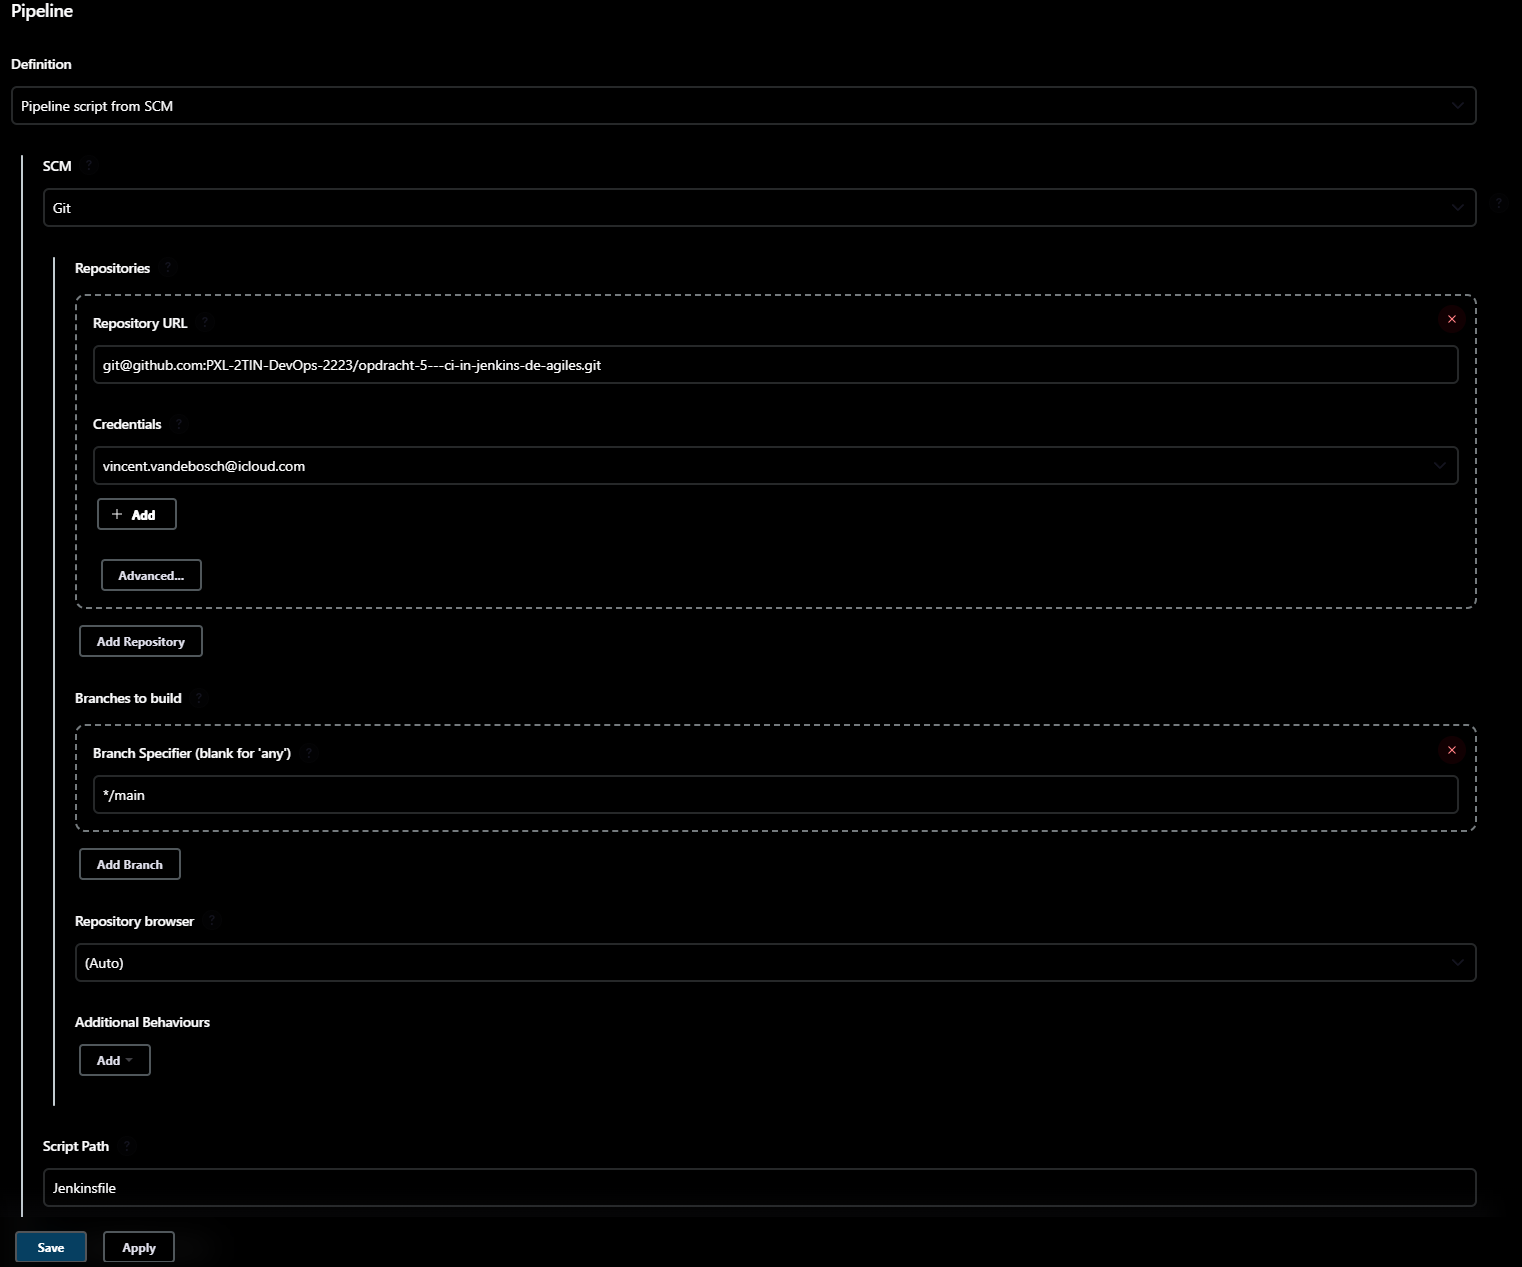 Pipeline
Definition
Pipeline script from SCM
SCM ?
Git
?
Repositories ?
Repository URL ?
git@github.com:PXL-2TIN-DevOps-2223/opdracht-5---ci-in-jenkins-de-agiles.git
Credentials ?
vincent.vandebosch@icloud.com
+ Add
Advanced...
Add Repository
Branches to build ?
Branch Specifier (blank for 'any') ?
*/main
Add Branch
Repository browser ?
(Auto)
Additional Behaviours
Add
Script Path ?
Jenkinsfile
Save Apply